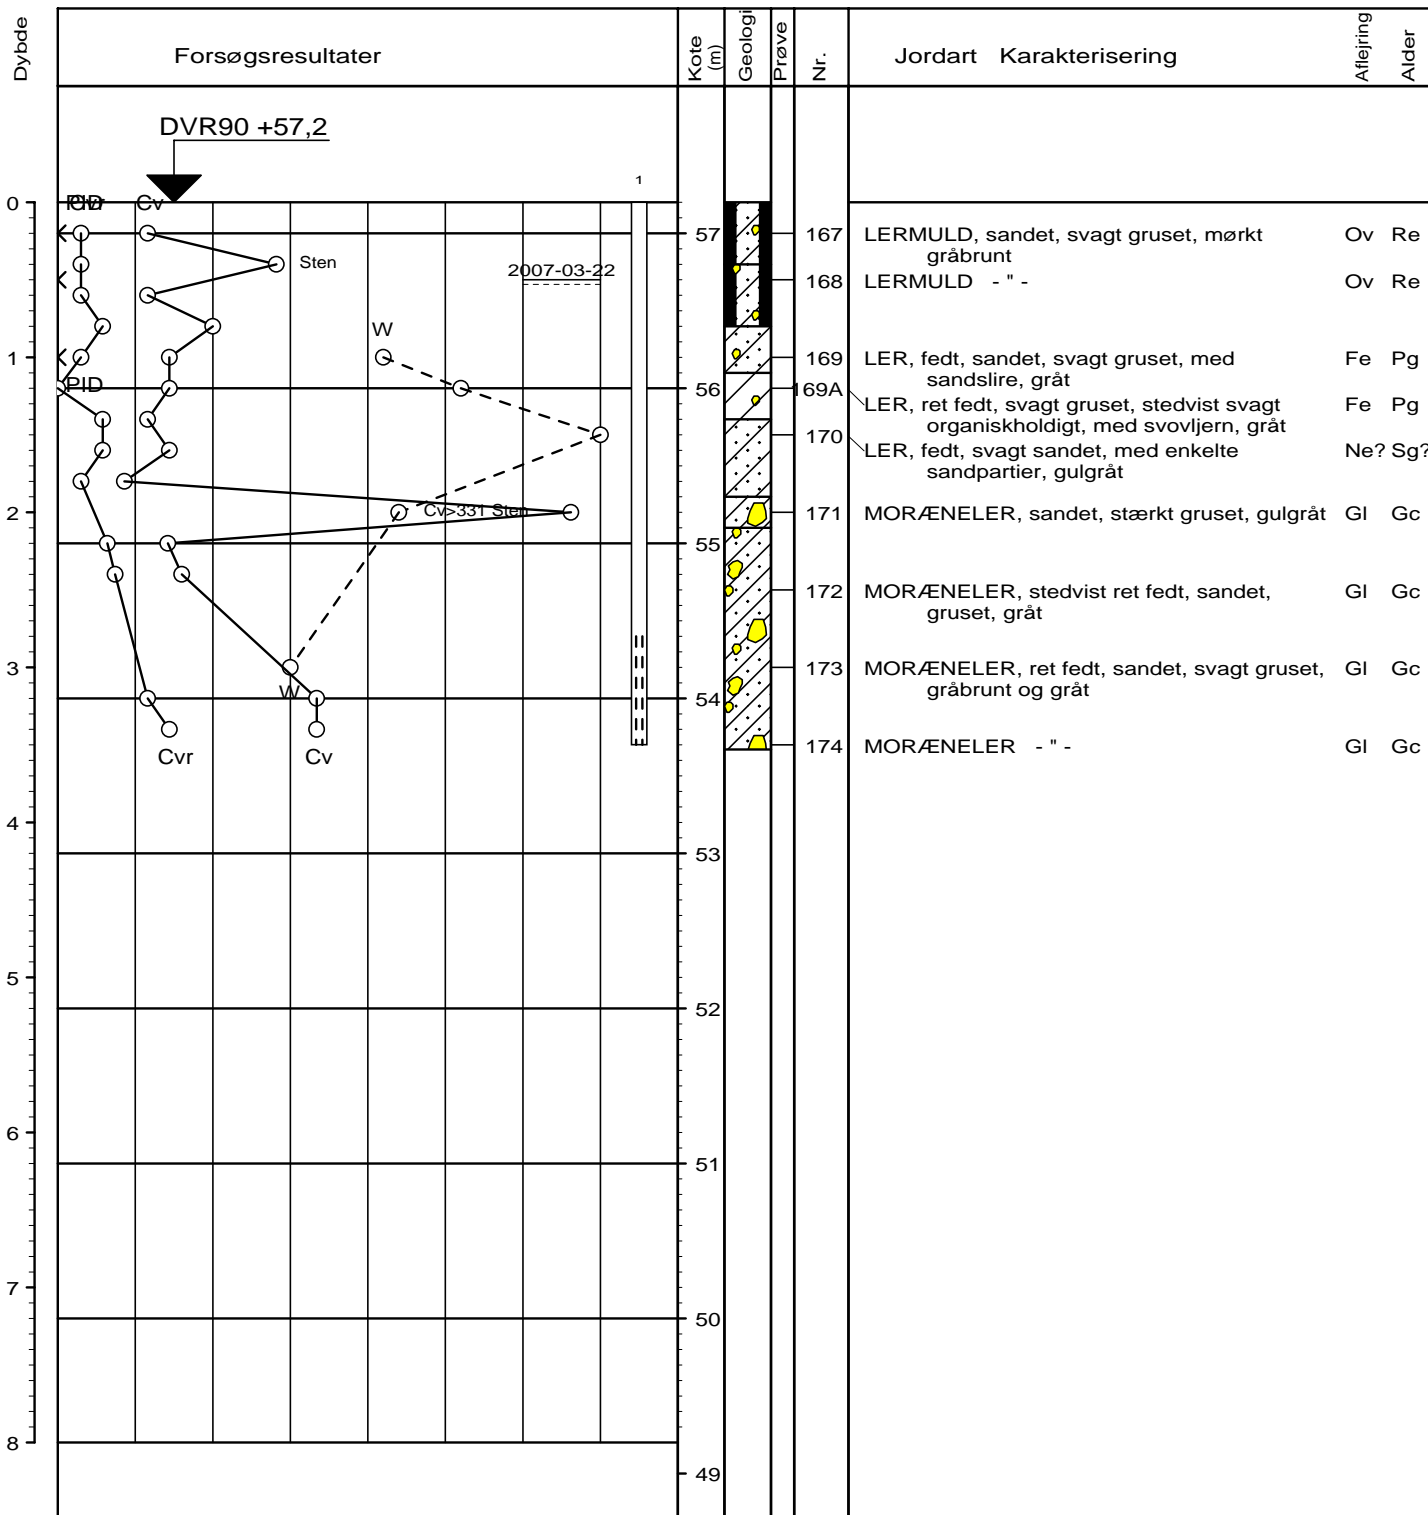 Dybde
Forsøgsresultater
Kote (m)
Geologi
Prøve
Nr.
Jordart Karakterisering
Aflejring
Alder
DVR90 +57,2
1
PID Cvr Cv
0
57
167 LERMULD, sandet, svagt gruset, mørkt gråbrunt Ov Re
Sten
2007-03-22
168 LERMULD - " - Ov Re
W
1
169 LER, fedt, sandet, svagt gruset, med sandslire, gråt Fe Pg
PID
56
169A LER, ret fedt, svagt gruset, stedvist svagt organiskholdigt, med svovljern, gråt Fe Pg
170 LER, fedt, svagt sandet, med enkelte sandpartier, gulgråt Ne? Sg?
2
Cv>331 Sten
171 MORÆNELER, sandet, stærkt gruset, gulgråt Gl Gc
55
172 MORÆNELER, stedvist ret fedt, sandet, gruset, gråt Gl Gc
3
173 MORÆNELER, ret fedt, sandet, svagt gruset, gråbrunt og gråt Gl Gc
W
54
174 MORÆNELER - " - Gl Gc
Cvr Cv
4
53
5
52
6
51
7
50
8
49